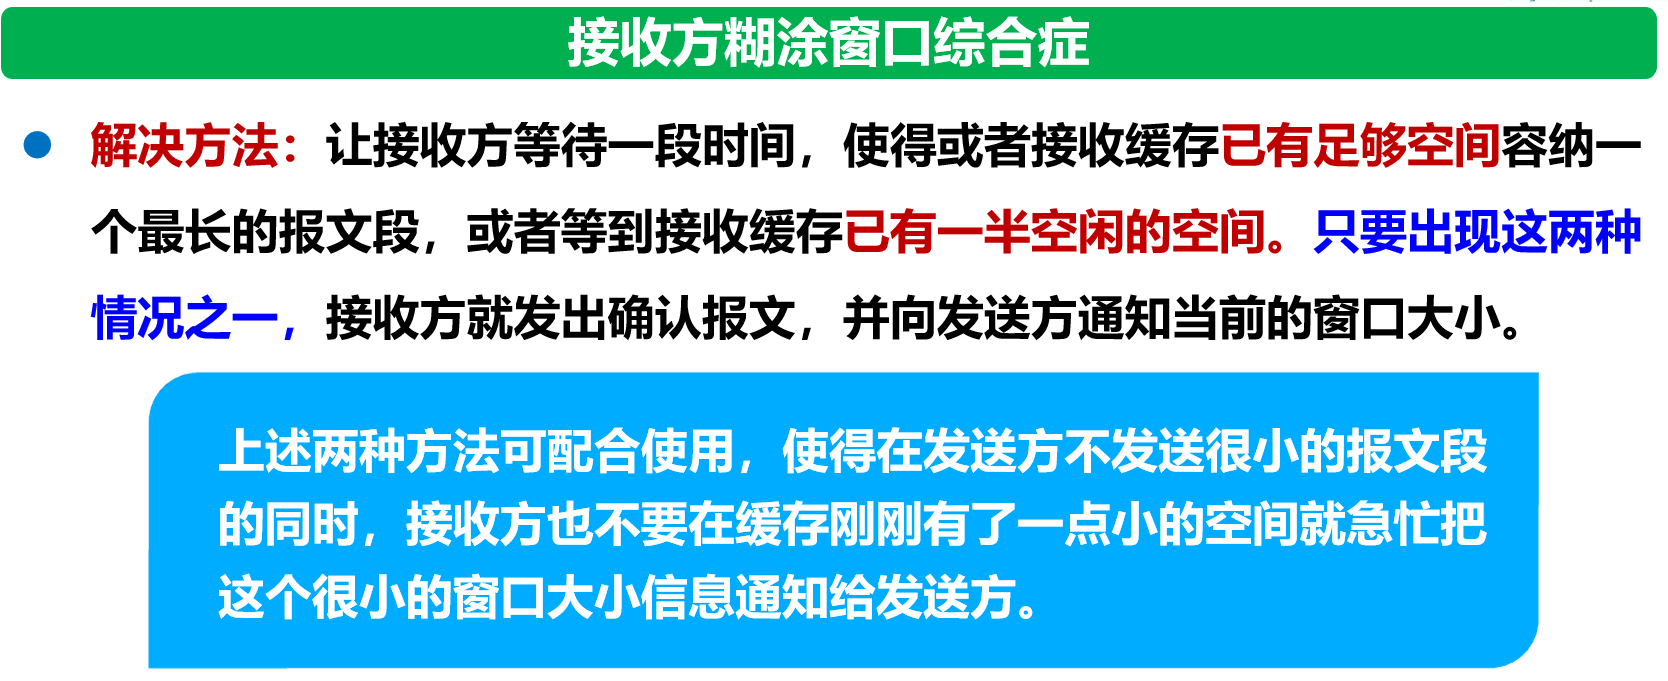 接收方糊涂窗口综合症
解决方法：让接收方等待一段时间，使得或者接收缓存已有足够空间容纳一
个最长的报文段，或者等到接收缓存已有一半空闲的空间。只要出现这两种
情况之一，接收方就发出确认报文，并向发送方通知当前的窗口大小。
上述两种方法可配合使用，使得在发送方不发送很小的报文段
的同时，接收方也不要在缓存刚刚有了一点小的空间就急忙把
这个很小的窗口大小信息通知给发送方。